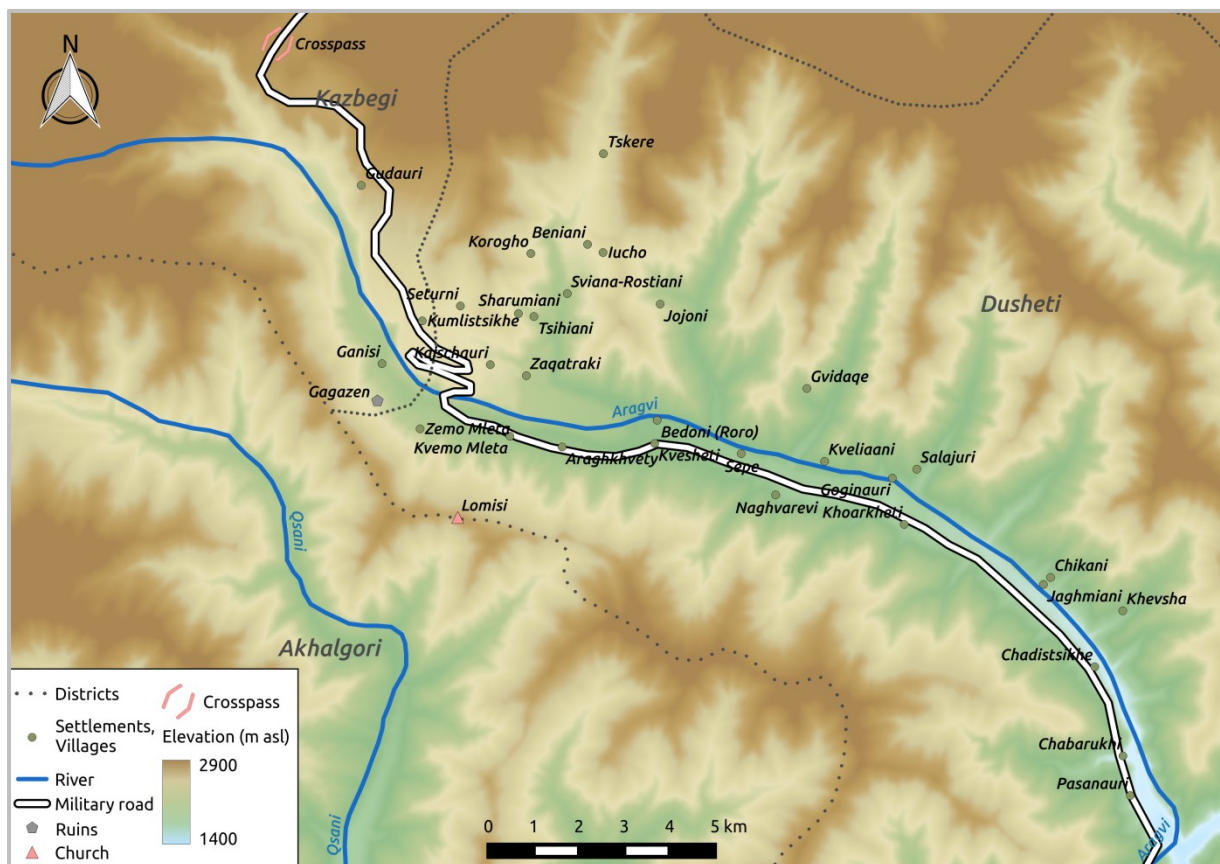 N
Crosspass
Kazbegi
Tskere
Gudauri
Beniani
Korogho
Iucho
Sviana-Rostiani
Seturni
Sharumiani
Dusheti
Jojoni
Kumlistsikhe
Tsihiani
Ganisi
Kaischauri
Zaqatraki
Gvidaqe
Gagazen
Aragvi
Zemo Mleta
Bedoni (Roro)
Kvemo Mleta
Araghkhvety
Kvesheti
Kveliaani
Salajuri
Sepe
Goginauri
Naghvarevi
Khoarkheti
Lomisi
Qsani
Chikani
Jaghmiani
Khevsha
Akhalgori
Chadistsikhe
Chabarukhi
Pasanauri
Aragvi
Qsani
Districts
Crosspass
Settlements,
Villages
Elevation (m asl)
River
2900
Military road
Ruins
1400
Church
0 1 2 3 4 5 km